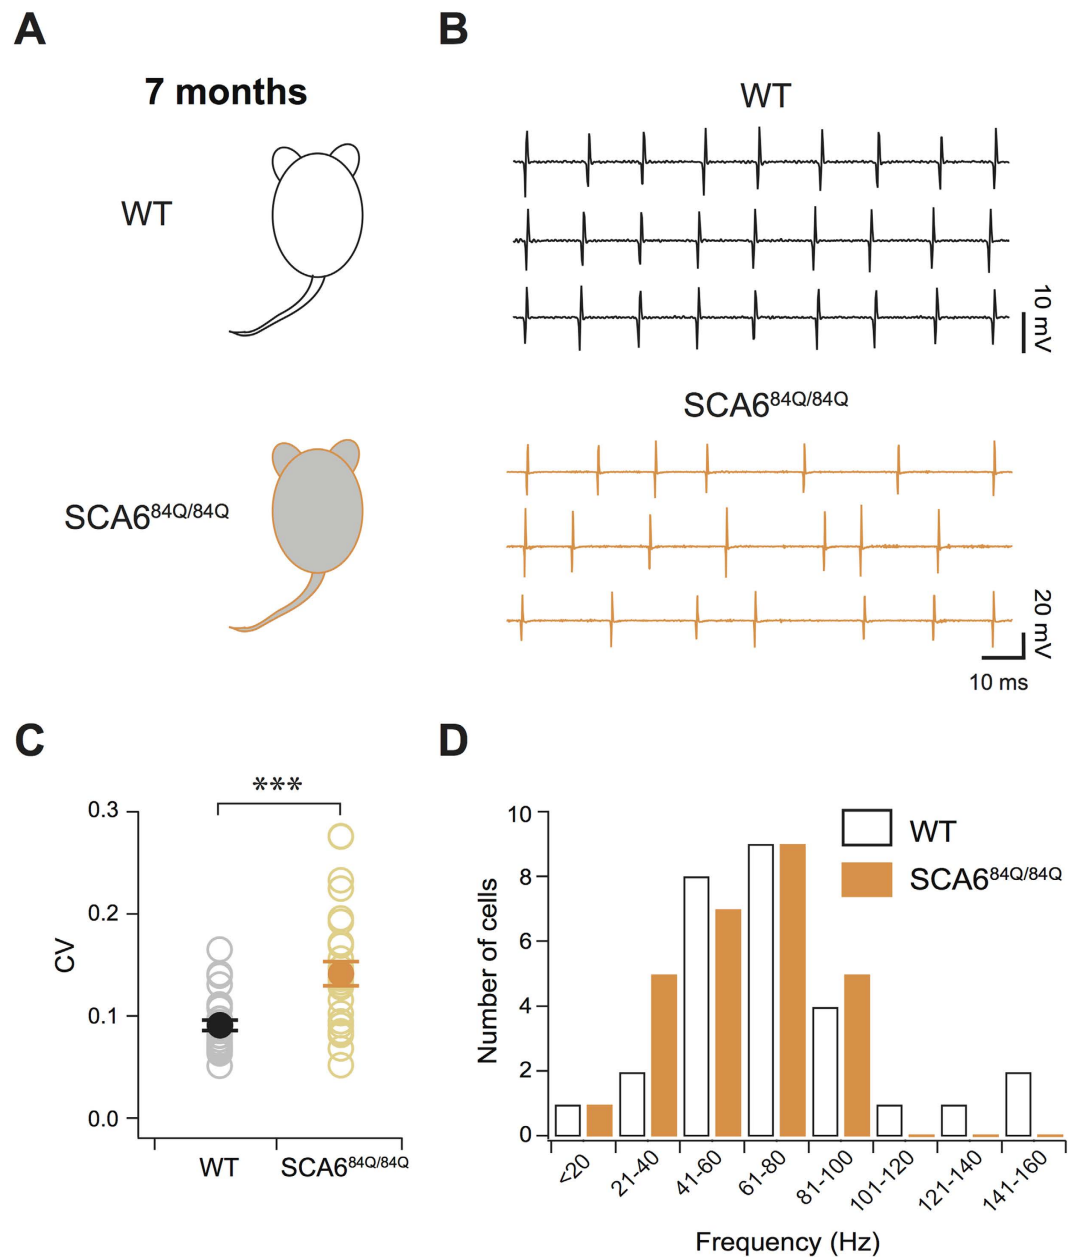 A
7 months
WT
SCA6^84Q/84Q
B
WT
10 mV
SCA6^84Q/84Q
20 mV
10 ms
C
***
0.3
0.2
0.1
0.0
CV
WT
SCA6^84Q/84Q
D
10
8
6
4
2
0
Number of cells
WT
SCA6^84Q/84Q
<20
21-40
41-60
61-80
81-100
101-120
121-140
141-160
Frequency (Hz)